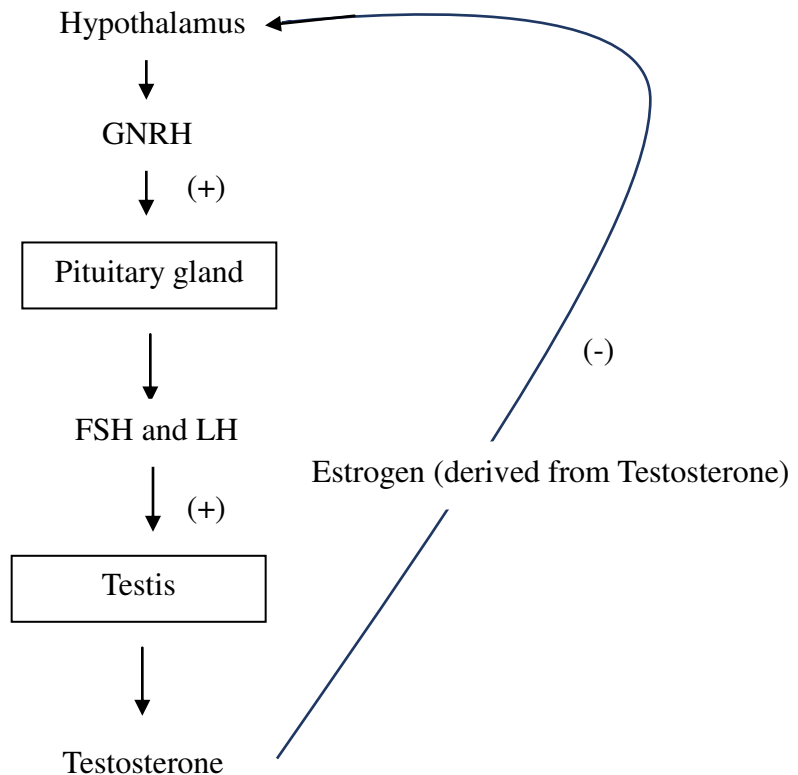 Hypothalamus
GNRH
(+)
Pituitary gland
(-)
FSH and LH
Estrogen (derived from Testosterone)
(+)
Testis
Testosterone